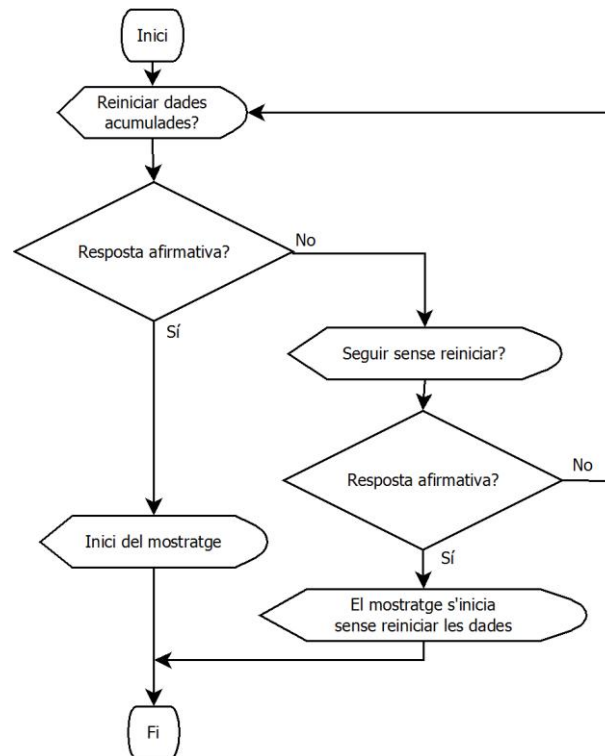 Inici
Reiniciar dades
acumulades?
Resposta afirmativa?
No
Sí
Seguir sense reiniciar?
Resposta afirmativa?
No
Sí
Inici del mostratge
El mostratge s'inicia
sense reiniciar les dades
Fi